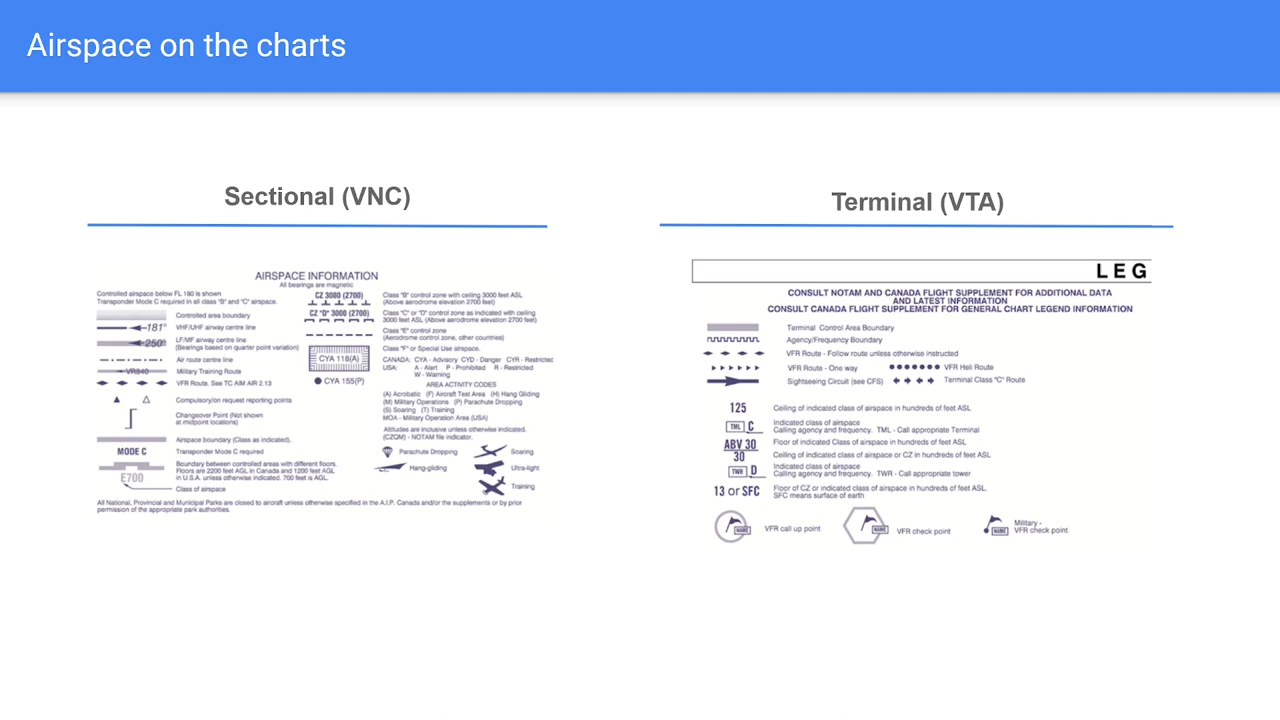 Airspace on the charts
Sectional (VNC)
AIRSPACE INFORMATION
All bearings are magnetic
Controlled airspace below FL 180 is shown
Transponder Mode C required in all class "B" and "C" airspace.
Controlled area boundary
181°
VHF/UHF airway centre line
250°
LF/MF airway centre line
(Bearings based on quarter point variation)
Air route centre line
VR840
Military Training Route
VFR Route. See TC AIM AIR 2.13
Compulsory/on request reporting points
Changeover Point (Not shown
at midpoint locations)
Airspace boundary (Class as indicated).
MODE C
Transponder Mode C required
E700
Boundary between controlled areas with different floors.
Floors are 2200 feet AGL in Canada and 1200 feet AGL
in U.S.A. unless otherwise indicated. 700 feet is AGL.
Class of airspace
CZ 3000 (2700)
Class "B" control zone with ceiling 3000 feet ASL
(Above aerodrome elevation 2700 feet)
CZ "D" 3000 (2700)
Class "C" or "D" control zone as indicated with ceiling
3000 feet ASL (Above aerodrome elevation 2700 feet)
Class "E" control zone
(Aerodrome control zone, other countries)
CYA 118(A)
CYA 155(P)
Class "F" or Special Use airspace.
CANADA: CYA - Advisory CYD - Danger CYR - Restricted
USA: A - Alert P - Prohibited R - Restricted
W - Warning
AREA ACTIVITY CODES
(A) Acrobatic (F) Aircraft Test Area (H) Hang Gliding
(M) Military Operations (P) Parachute Dropping
(S) Soaring (T) Training
MOA - Military Operation Area (USA)
Altitudes are inclusive unless otherwise indicated.
(CZQM) - NOTAM file indicator.
Parachute Dropping
Soaring
Hang-gliding
Ultra-light
Training
All National, Provincial and Municipal Parks are closed to aircraft unless otherwise specified in the A.I.P. Canada and/or the supplements or by prior
permission of the appropriate park authorities.
Terminal (VTA)
LEG
CONSULT NOTAM AND CANADA FLIGHT SUPPLEMENT FOR ADDITIONAL DATA
AND LATEST INFORMATION
CONSULT CANADA FLIGHT SUPPLEMENT FOR GENERAL CHART LEGEND INFORMATION
Terminal Control Area Boundary
Agency/Frequency Boundary
VFR Route - Follow route unless otherwise instructed
VFR Route - One way
VFR Heli Route
Sightseeing Circuit (see CFS)
Terminal Class "C" Route
125
Ceiling of indicated class of airspace in hundreds of feet ASL
TML C
Indicated class of airspace
Calling agency and frequency. TML - Call appropriate Terminal
ABV 30
Floor of indicated Class of airspace in hundreds of feet ASL
30
Ceiling of indicated class of airspace or CZ in hundreds of feet ASL
TWR D
Indicated class of airspace
Calling agency and frequency. TWR - Call appropriate tower
13 or SFC
Floor of CZ or indicated class of airspace in hundreds of feet ASL.
SFC means surface of earth
NAME
VFR call up point
NAME
VFR check point
NAME
Military -
VFR check point